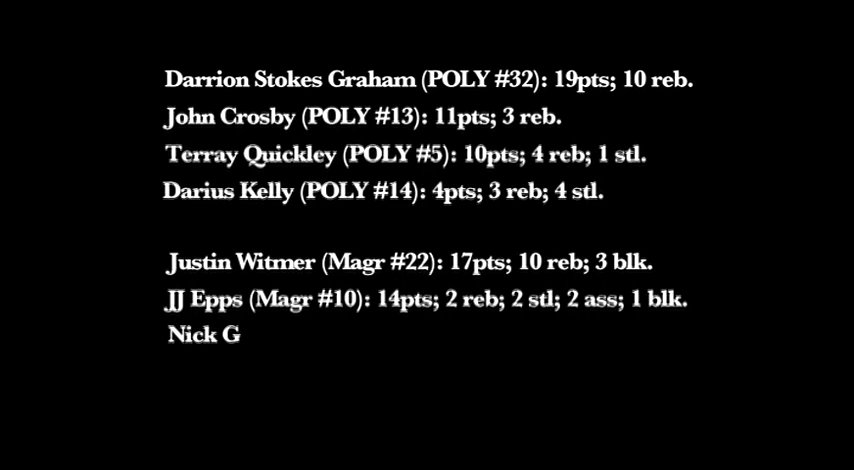 Darrion Stokes Graham (POLY #32): 19pts; 10 reb.
John Crosby (POLY #13): 11pts; 3 reb.
Terray Quickley (POLY #5): 10pts; 4 reb; 1 stl.
Darius Kelly (POLY #14): 4pts; 3 reb; 4 stl.
Justin Witmer (Magr #22): 17pts; 10 reb; 3 blk.
JJ Epps (Magr #10): 14pts; 2 reb; 2 stl; 2 ass; 1 blk.
Nick G